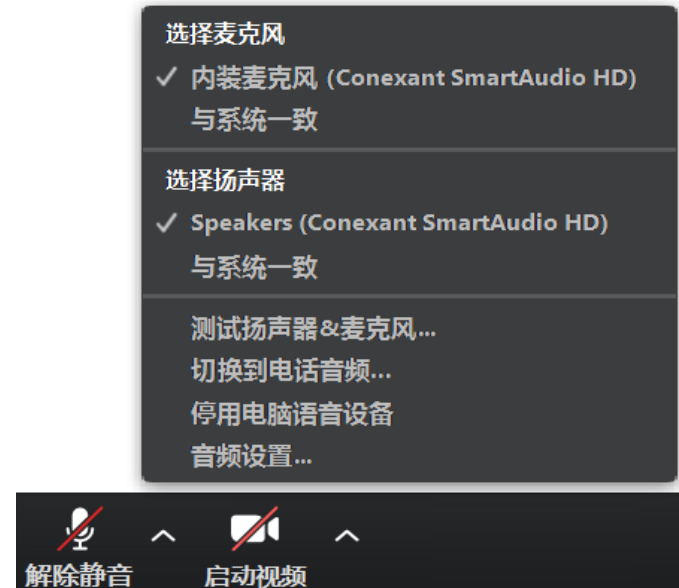 选择麦克风
内装麦克风 (Conexant SmartAudio HD)
与系统一致
选择扬声器
Speakers (Conexant SmartAudio HD)
与系统一致
测试扬声器&麦克风...
切换到电话音频...
停用电脑语音设备
音频设置...
解除静音
启动视频